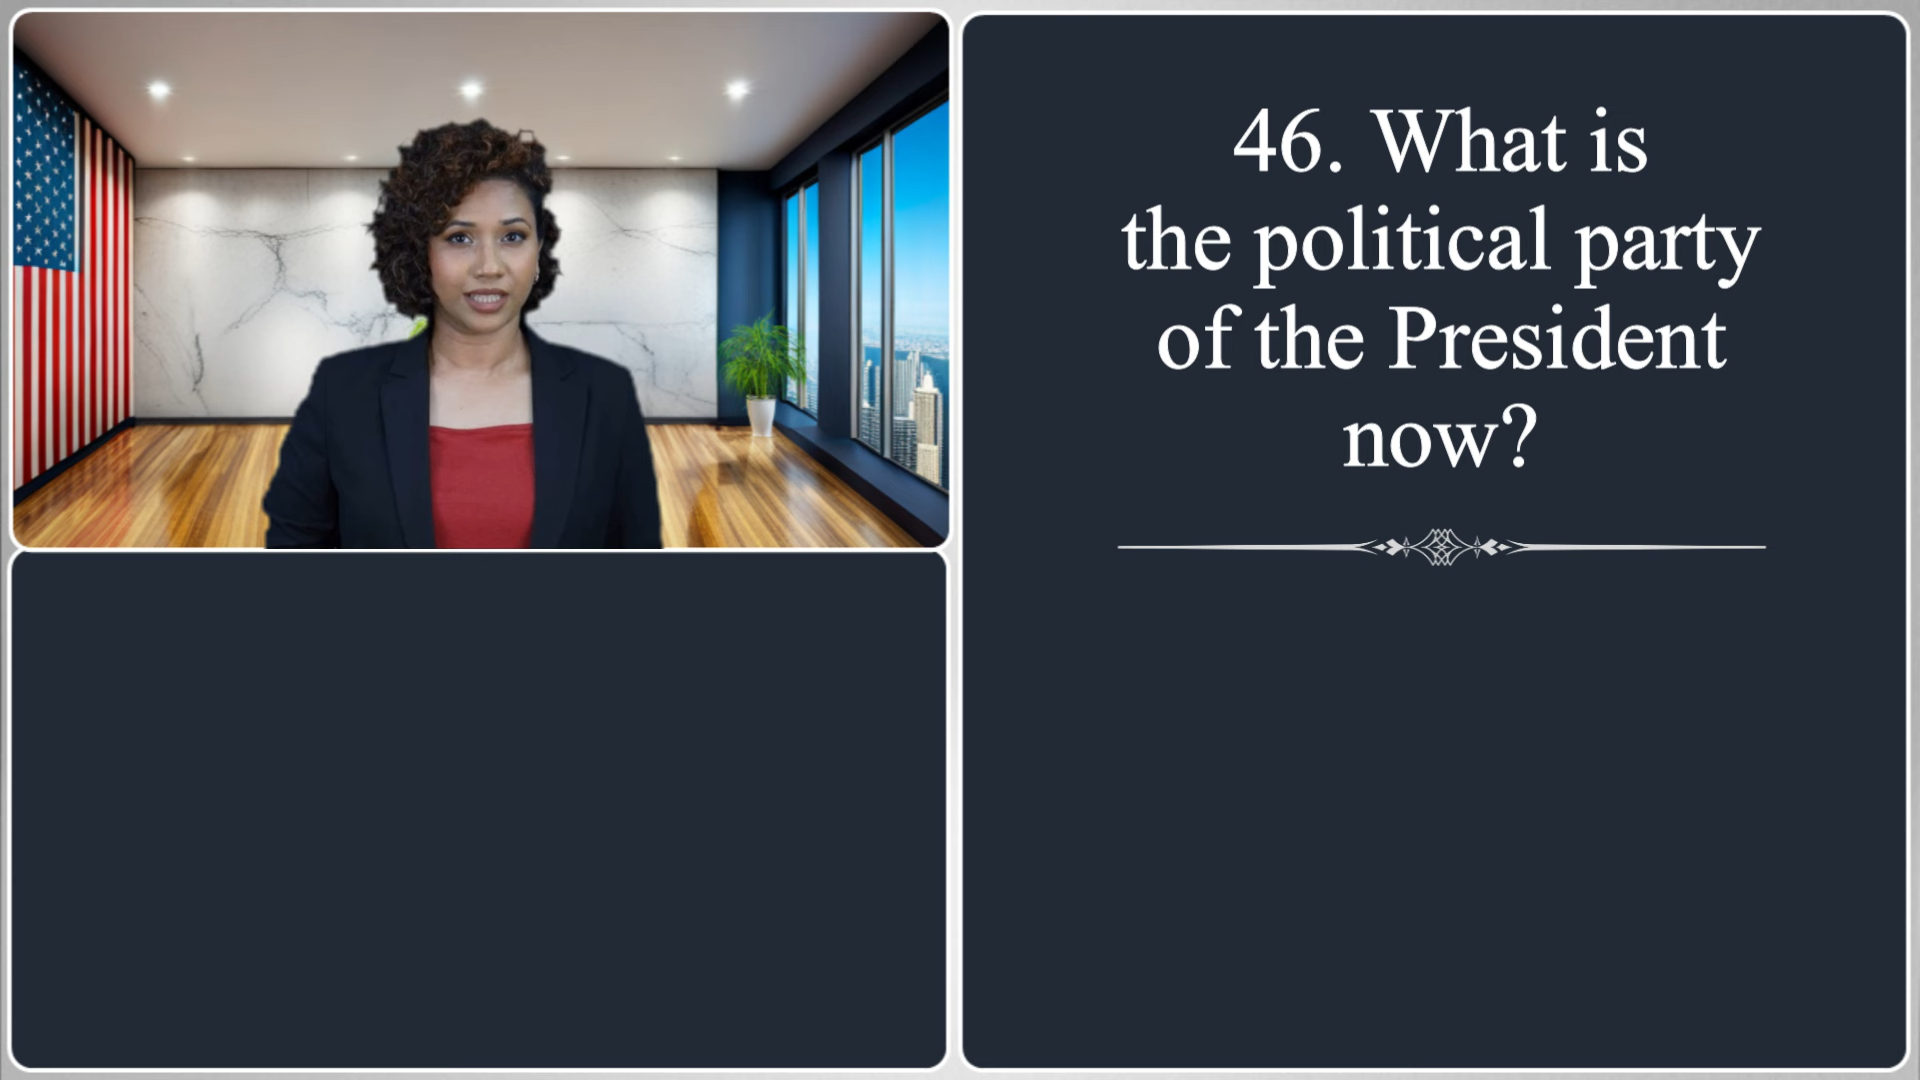 46. What is
the political party
of the President
now?